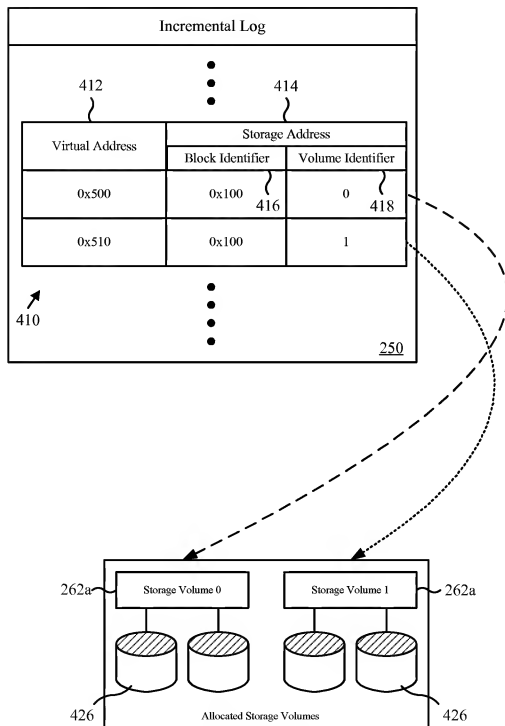 Incremental Log
412
414
Virtual Address
Storage Address
Block Identifier
Volume Identifier
0x500
0x100
416
0
418
0x510
0x100
1
410
250
262a
Storage Volume 0
Storage Volume 1
262a
426
426
Allocated Storage Volumes